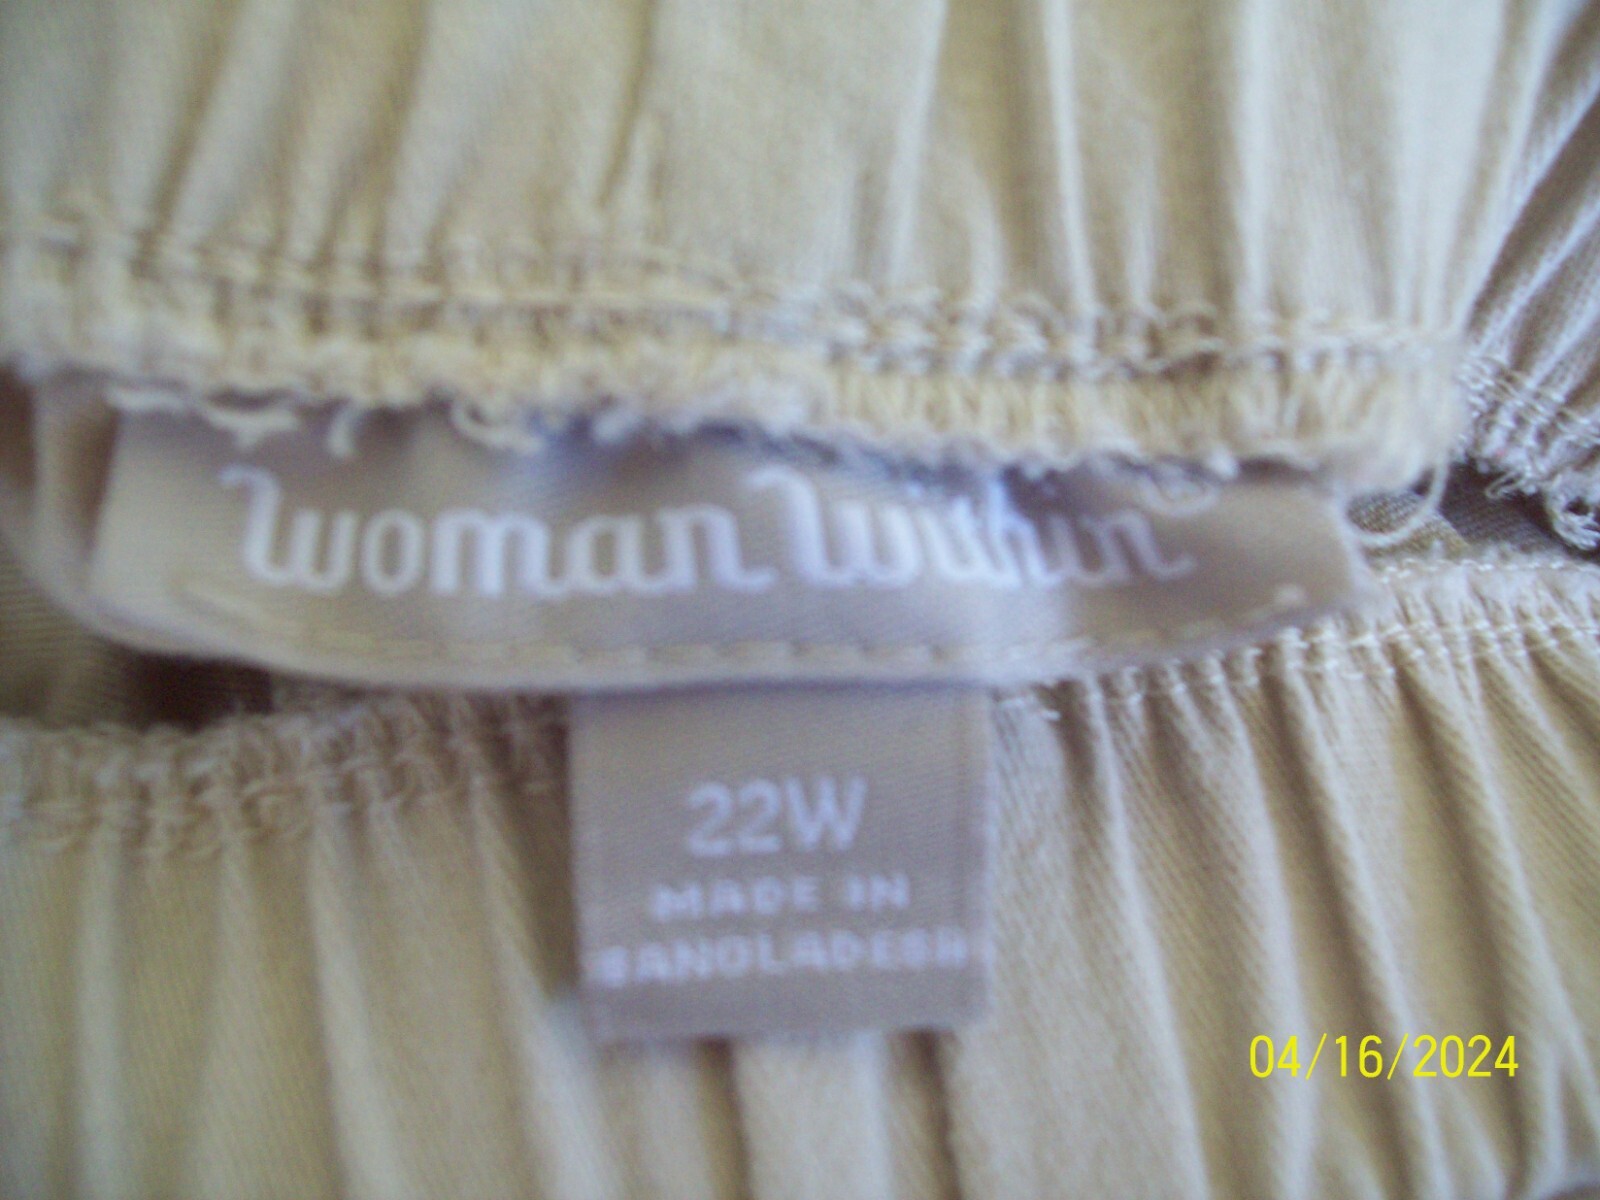 Woman Within
22W
MADE IN
BANGLADESH
04/16/2024